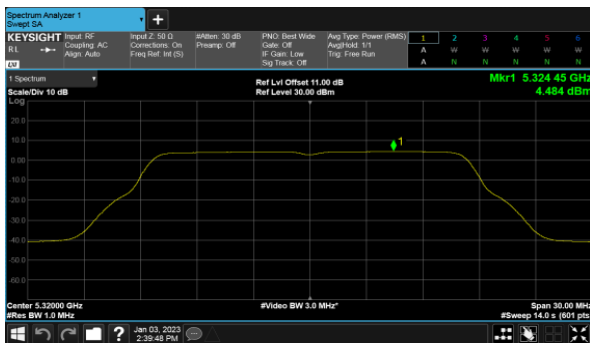 Spectrum Analyzer 1
Swept SA
+
KEYSIGHT Input: RF Input Z: 50 Ω #Atten: 30 dB PNO: Best Wide Avg Type: Power (RMS) 1 2 3 4 5 6
RL Coupling: AC Corrections: On Preamp: Off Gate: Off Avg|Hold: 1/1 A W W W W W
Align: Auto Freq Ref: Int (S) IF Gain: Low Trig: Free Run
Sig Track: Off A N N N N N
LXI
1 Spectrum Ref Lvl Offset 11.00 dB Mkr1 5.324 45 GHz
Scale/Div 10 dB Ref Level 30.00 dBm 4.484 dBm
Log
20.0
10.0
1
0.00
-10.0
-20.0
-30.0
-40.0
-50.0
-60.0
Center 5.32000 GHz #Video BW 3.0 MHz* Span 30.00 MHz
#Res BW 1.0 MHz #Sweep 14.0 s (601 pts)
? Jan 03, 2023
2:39:48 PM